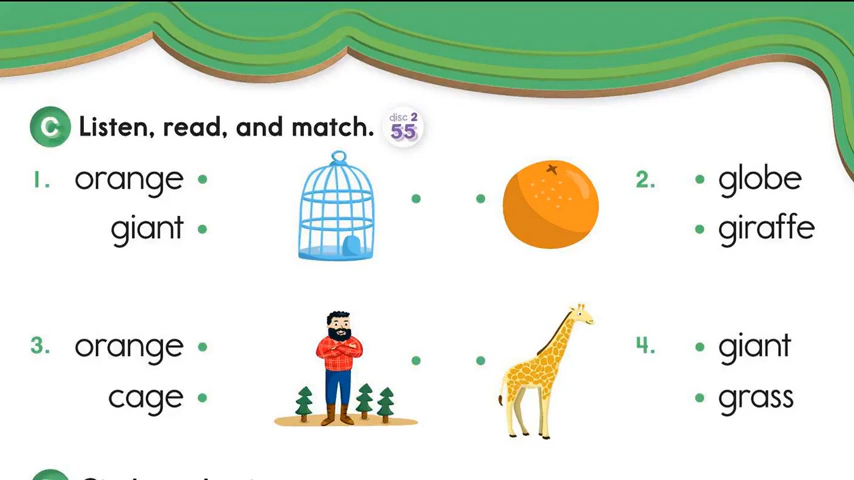 C Listen, read, and match. disc 2 55
1. orange
giant
2. globe
giraffe
3. orange
cage
4. giant
grass